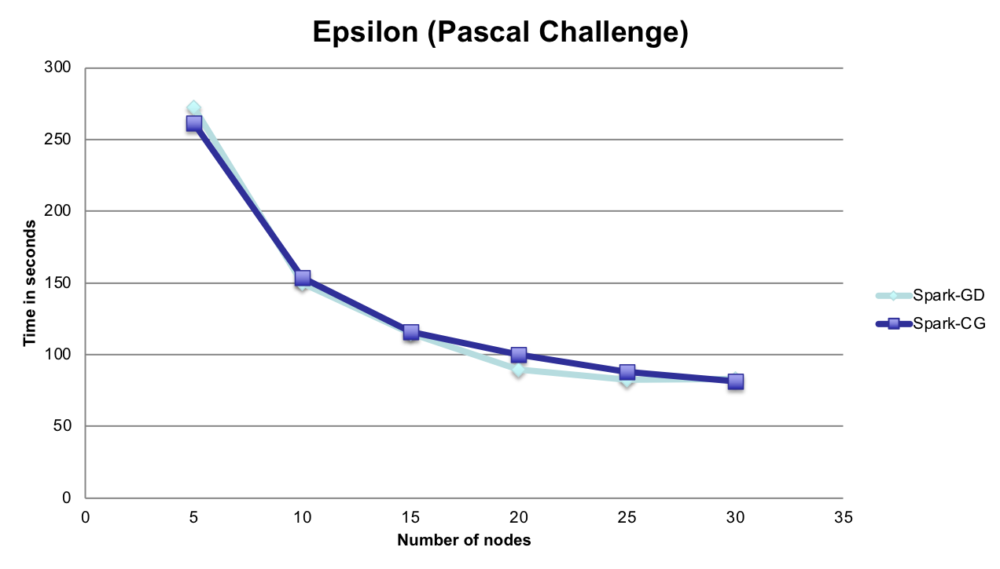 Epsilon (Pascal Challenge)
300
250
200
150
100
50
0
Time in seconds
0 5 10 15 20 25 30 35
Number of nodes
Spark-GD
Spark-CG